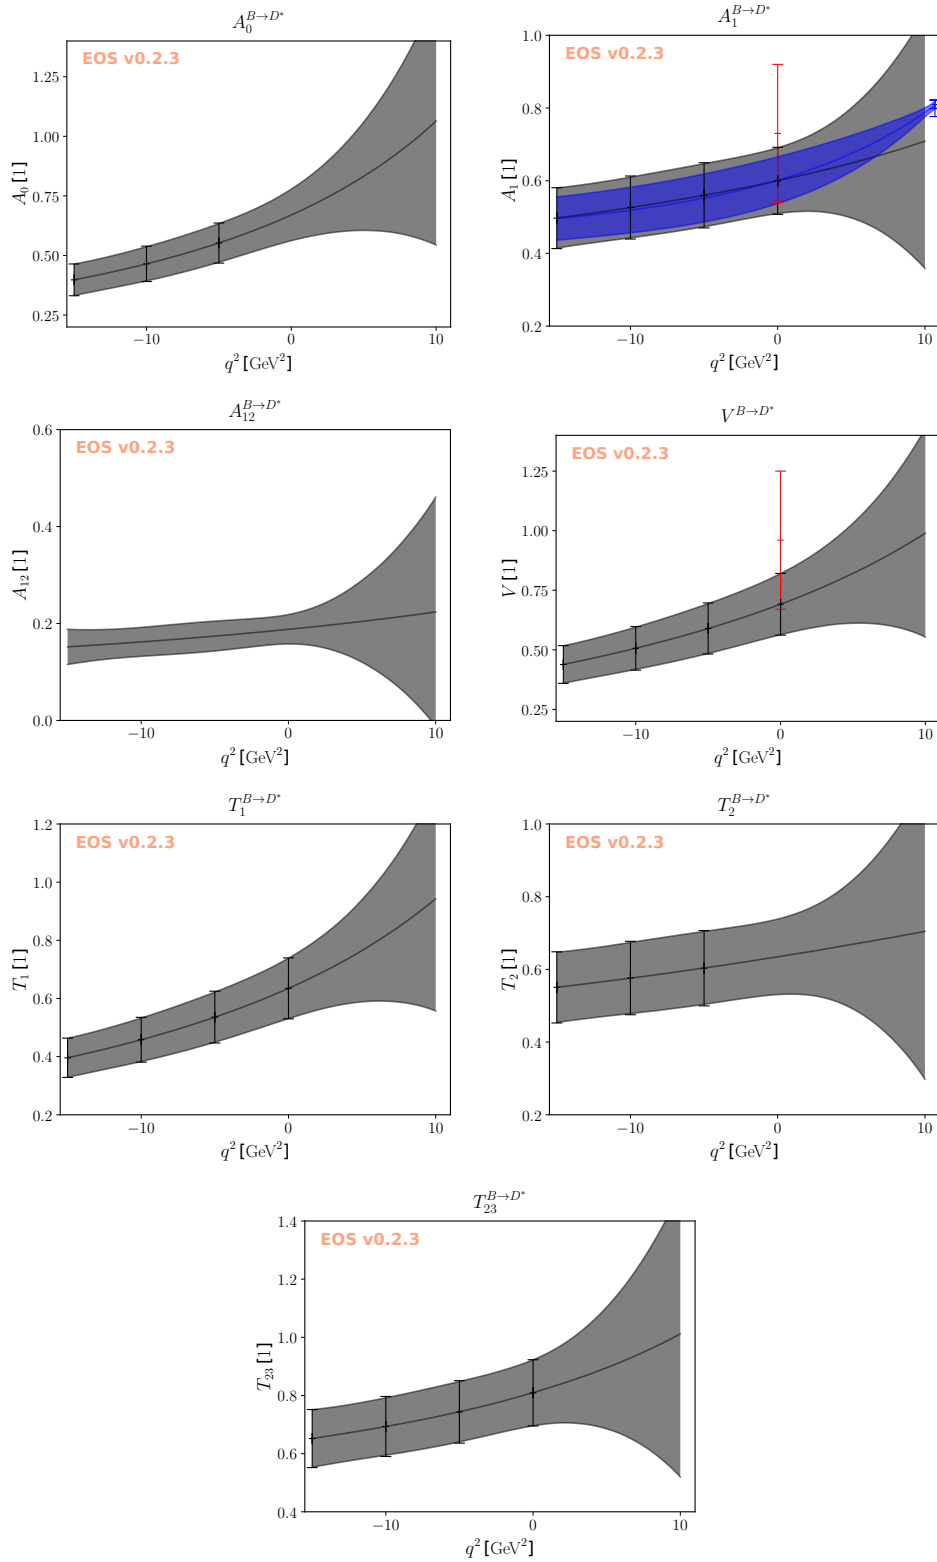 A_0^{B→D*}
EOS v0.2.3
1.25
1.00
0.75
0.50
0.25
A_0 [1]
−10
0
10
q^2 [GeV^2]
A_1^{B→D*}
EOS v0.2.3
1.0
0.8
0.6
0.4
0.2
A_1 [1]
−10
0
10
q^2 [GeV^2]
A_{12}^{B→D*}
EOS v0.2.3
0.6
0.4
0.2
0.0
A_{12} [1]
−10
0
10
q^2 [GeV^2]
V^{B→D*}
EOS v0.2.3
1.25
1.00
0.75
0.50
0.25
V [1]
−10
0
10
q^2 [GeV^2]
T_1^{B→D*}
EOS v0.2.3
1.2
1.0
0.8
0.6
0.4
0.2
T_1 [1]
−10
0
10
q^2 [GeV^2]
T_2^{B→D*}
EOS v0.2.3
1.0
0.8
0.6
0.4
0.2
T_2 [1]
−10
0
10
q^2 [GeV^2]
T_{23}^{B→D*}
EOS v0.2.3
1.4
1.2
1.0
0.8
0.6
0.4
T_{23} [1]
−10
0
10
q^2 [GeV^2]